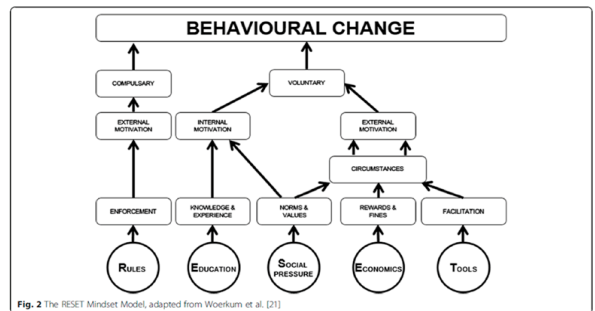 BEHAVIOURAL CHANGE
COMPULSARY
VOLUNTARY
EXTERNAL
MOTIVATION
INTERNAL
MOTIVATION
EXTERNAL
MOTIVATION
CIRCUMSTANCES
ENFORCEMENT
KNOWLEDGE &
EXPERIENCE
NORMS &
VALUES
REWARDS &
FINES
FACILITATION
RULES
EDUCATION
SOCIAL
PRESSURE
ECONOMICS
TOOLS
Fig. 2 The RESET Mindset Model, adapted from Woerkum et al. [21]